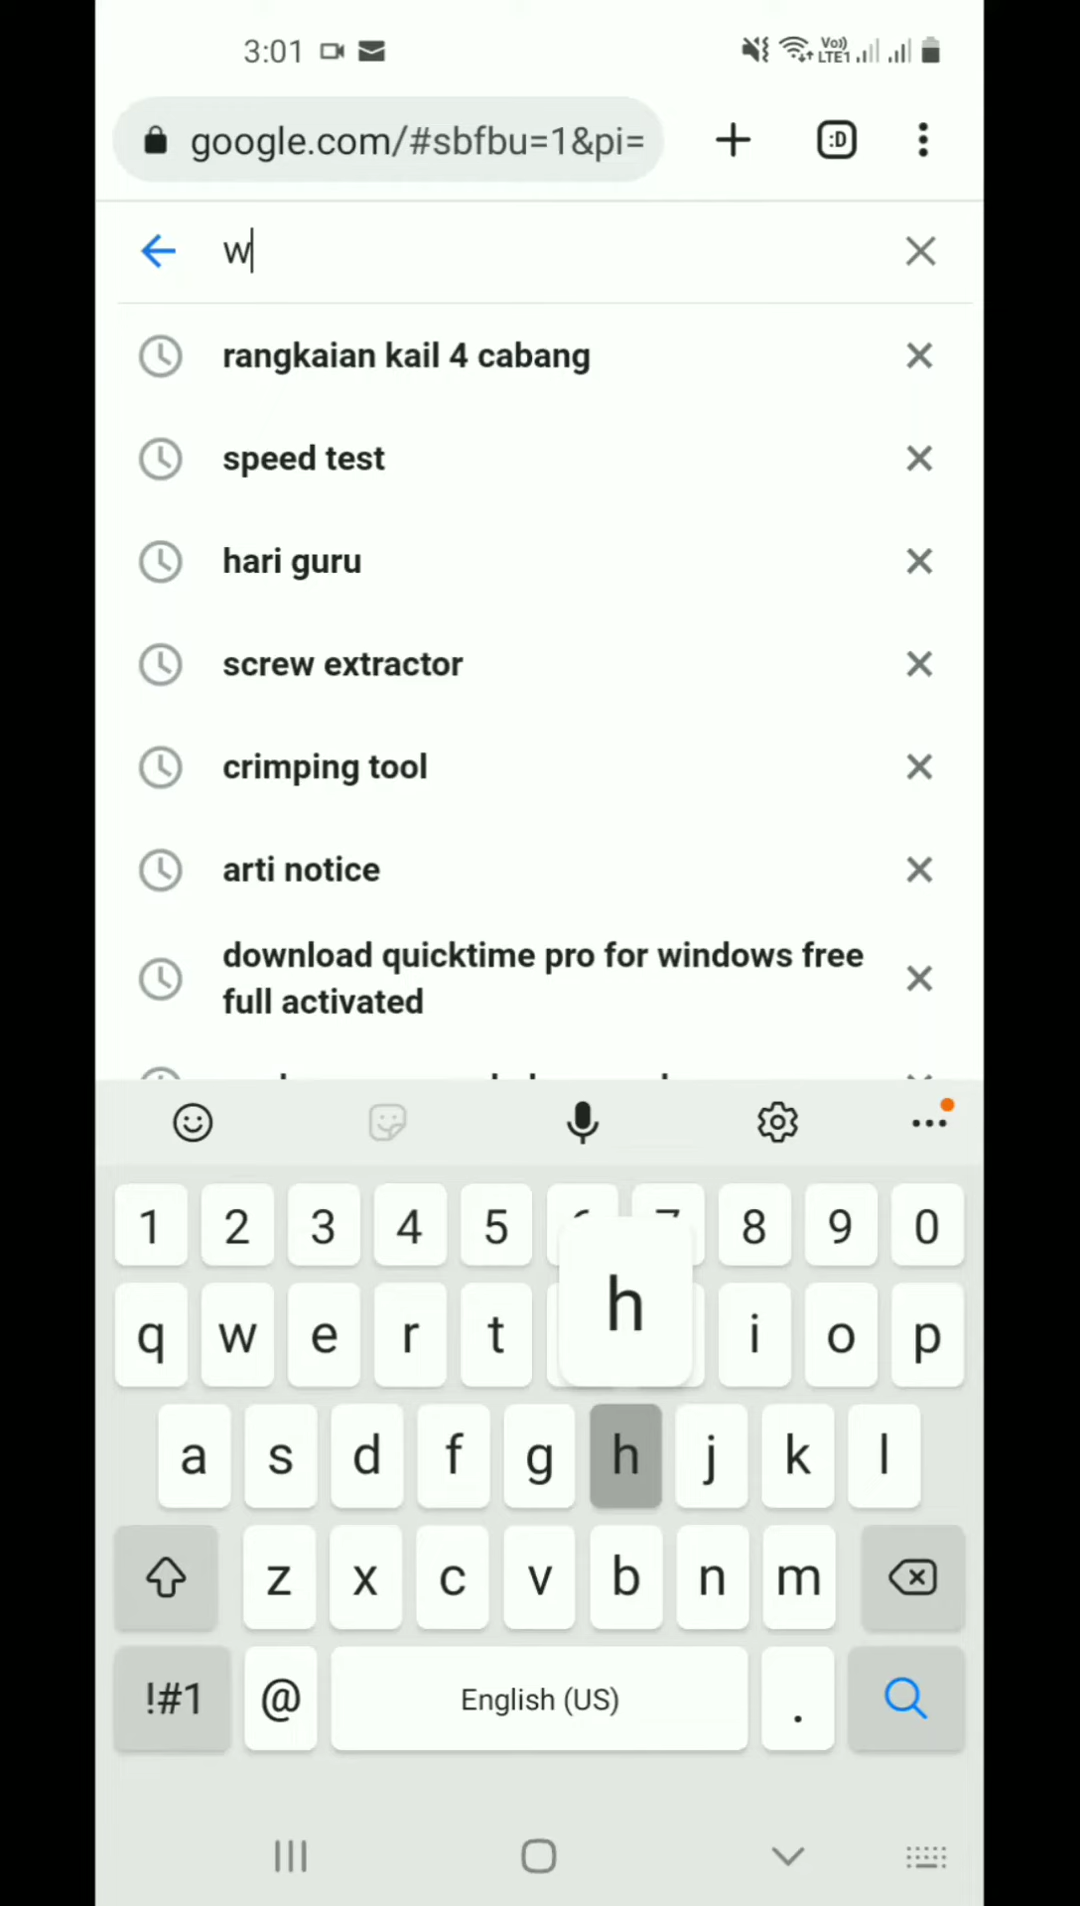 3:01 Vo)) LTE1
google.com/#sbfbu=1&pi=
:D
w
rangkaian kail 4 cabang
speed test
hari guru
screw extractor
crimping tool
arti notice
download quicktime pro for windows free
full activated
1 2 3 4 5 8 9 0
h
q w e r t i o p
a s d f g h j k l
z x c v b n m
!#1 @ English (US) .